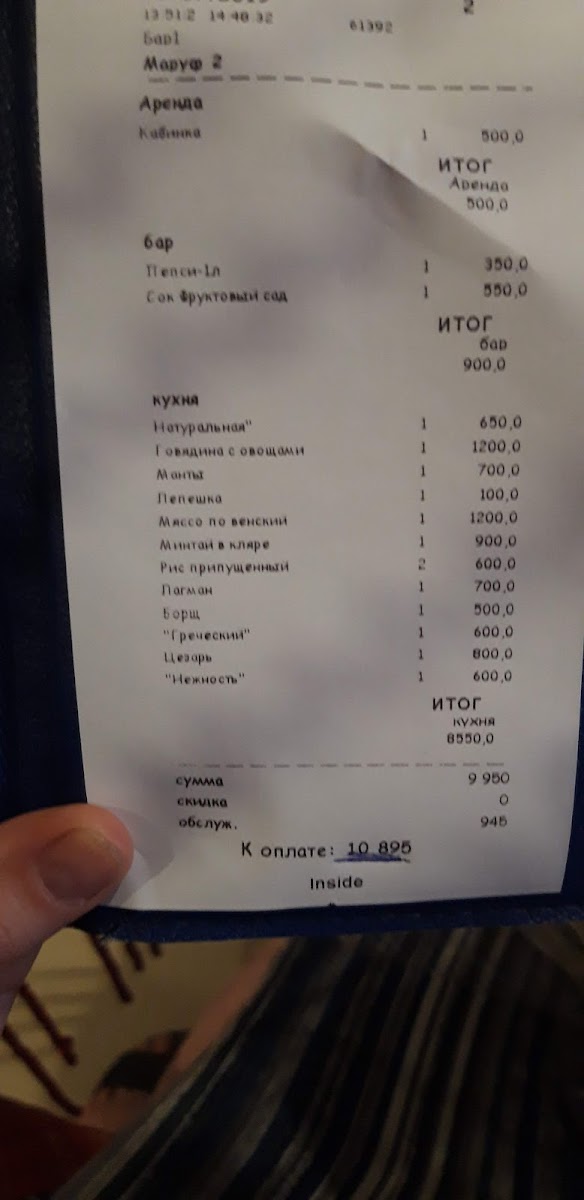 2
13:51:2 14:40:32 61392
Бар1
Маруф 2
Аренда
Кабинка 1 500,0
ИТОГ
Аренда
500,0
бар
Пепси-1л 1 350,0
Сок Фруктовый сад 1 550,0
ИТОГ
бар
900,0
кухня
Натуральная" 1 650,0
Говядина с овощами 1 1200,0
Манты 1 700,0
Лепешка 1 100,0
Мяссо по венский 1 1200,0
Минтай в кляре 1 900,0
Рис припущенный 2 600,0
Лагман 1 700,0
Борщ 1 500,0
"Греческий" 1 600,0
Цезарь 1 800,0
"Нежность" 1 600,0
ИТОГ
кухня
8550,0
сумма 9 950
скидка 0
обслуж. 945
К оплате: 10 895
Inside